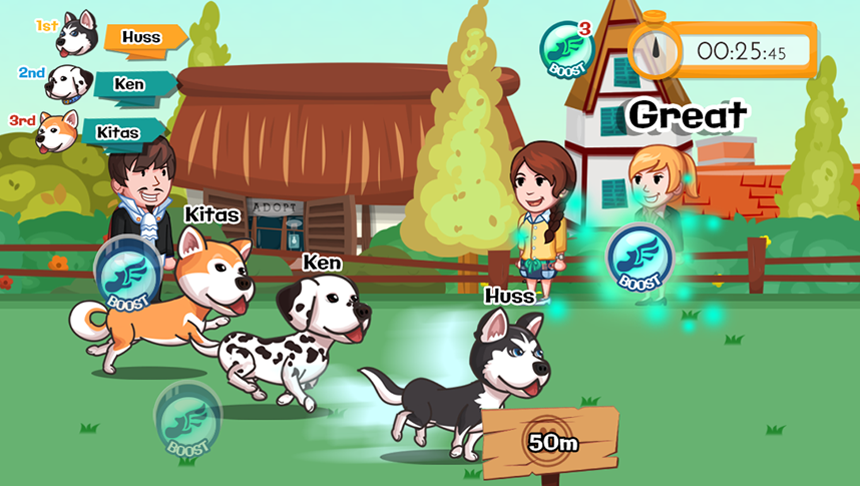 1st
Huss
2nd
Ken
3rd
Kitas
3
BOOST
00:25:45
Great
ADOPT
Kitas
Ken
Huss
BOOST
BOOST
BOOST
50m